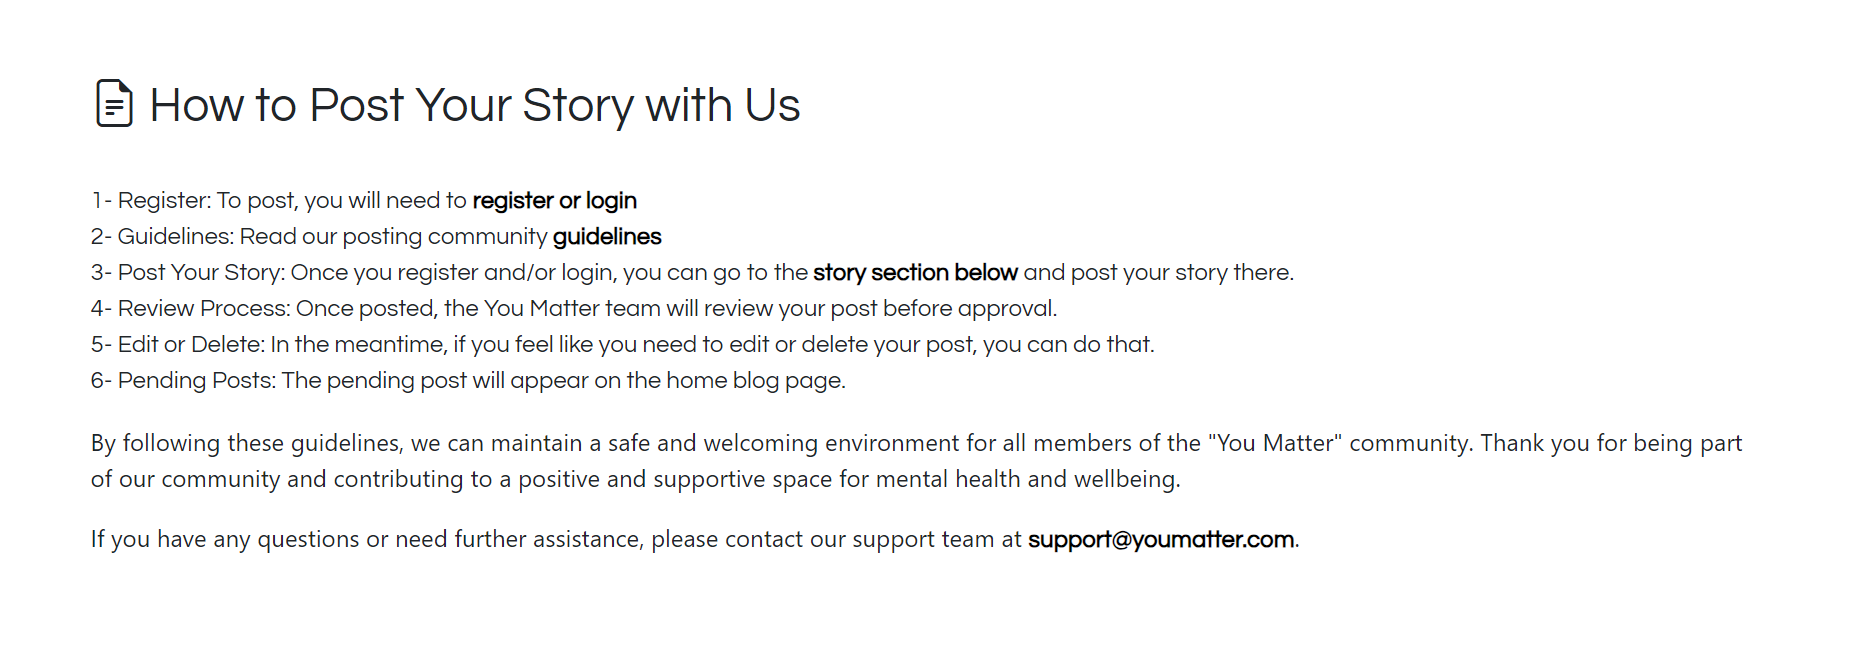 How to Post Your Story with Us
1- Register: To post, you will need to register or login
2- Guidelines: Read our posting community guidelines
3- Post Your Story: Once you register and/or login, you can go to the story section below and post your story there.
4- Review Process: Once posted, the You Matter team will review your post before approval.
5- Edit or Delete: In the meantime, if you feel like you need to edit or delete your post, you can do that.
6- Pending Posts: The pending post will appear on the home blog page.
By following these guidelines, we can maintain a safe and welcoming environment for all members of the "You Matter" community. Thank you for being part
of our community and contributing to a positive and supportive space for mental health and wellbeing.
If you have any questions or need further assistance, please contact our support team at support@youmatter.com.